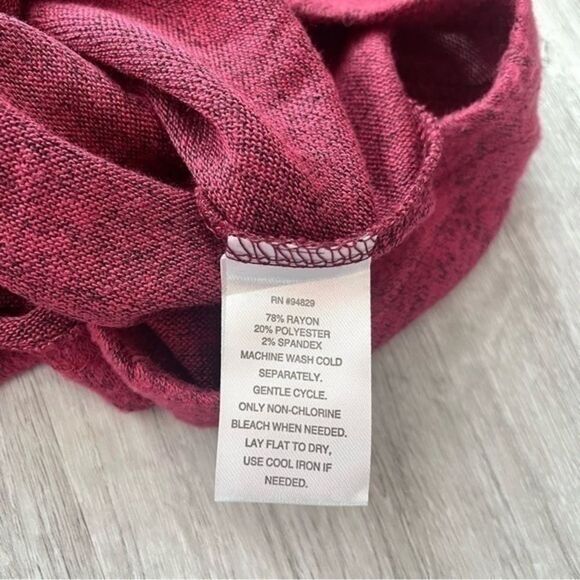 RN #94829
78% RAYON
20% POLYESTER
2% SPANDEX
MACHINE WASH COLD
SEPARATELY.
GENTLE CYCLE.
ONLY NON-CHLORINE
BLEACH WHEN NEEDED.
LAY FLAT TO DRY,
USE COOL IRON IF
NEEDED.